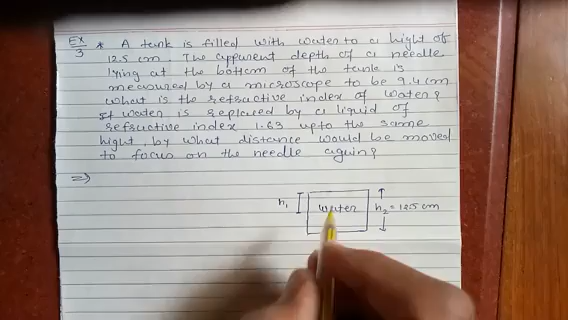 Ex 3 * A tank is filled with water to a hight of
12.5 cm. The apparent depth of a needle
lying at the bottom of the tank is
measured by a microscope to be 9.4 cm
what is the refractive index of water?
If water is replaced by a liquid of
refractive index 1.63 upto the same
hight, by what distance would be moved
to focus on the needle again?
⇒
h₁ water h₂ = 12.5 cm